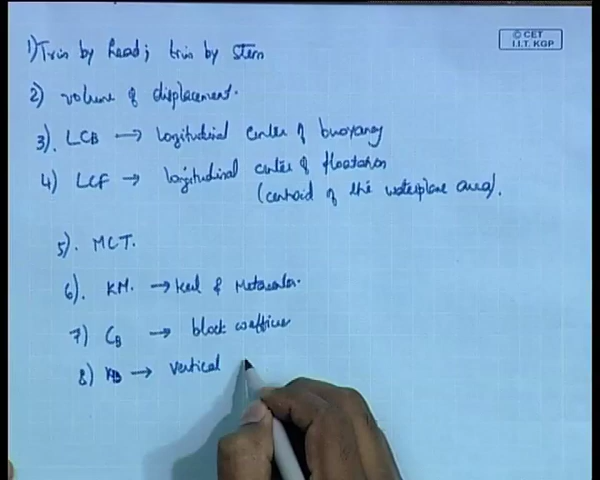 © CET
I.I.T. KGP
1) Trim by head; trim by stern
2) volume of displacement.
3). LCB → longitudinal center of buoyancy
4) LCF → longitudinal center of floatation
(centroid of the waterplane area).
5). MCT.
6). KM. → keel & Metacenter.
7) CB → block coefficient
8) KB → vertical